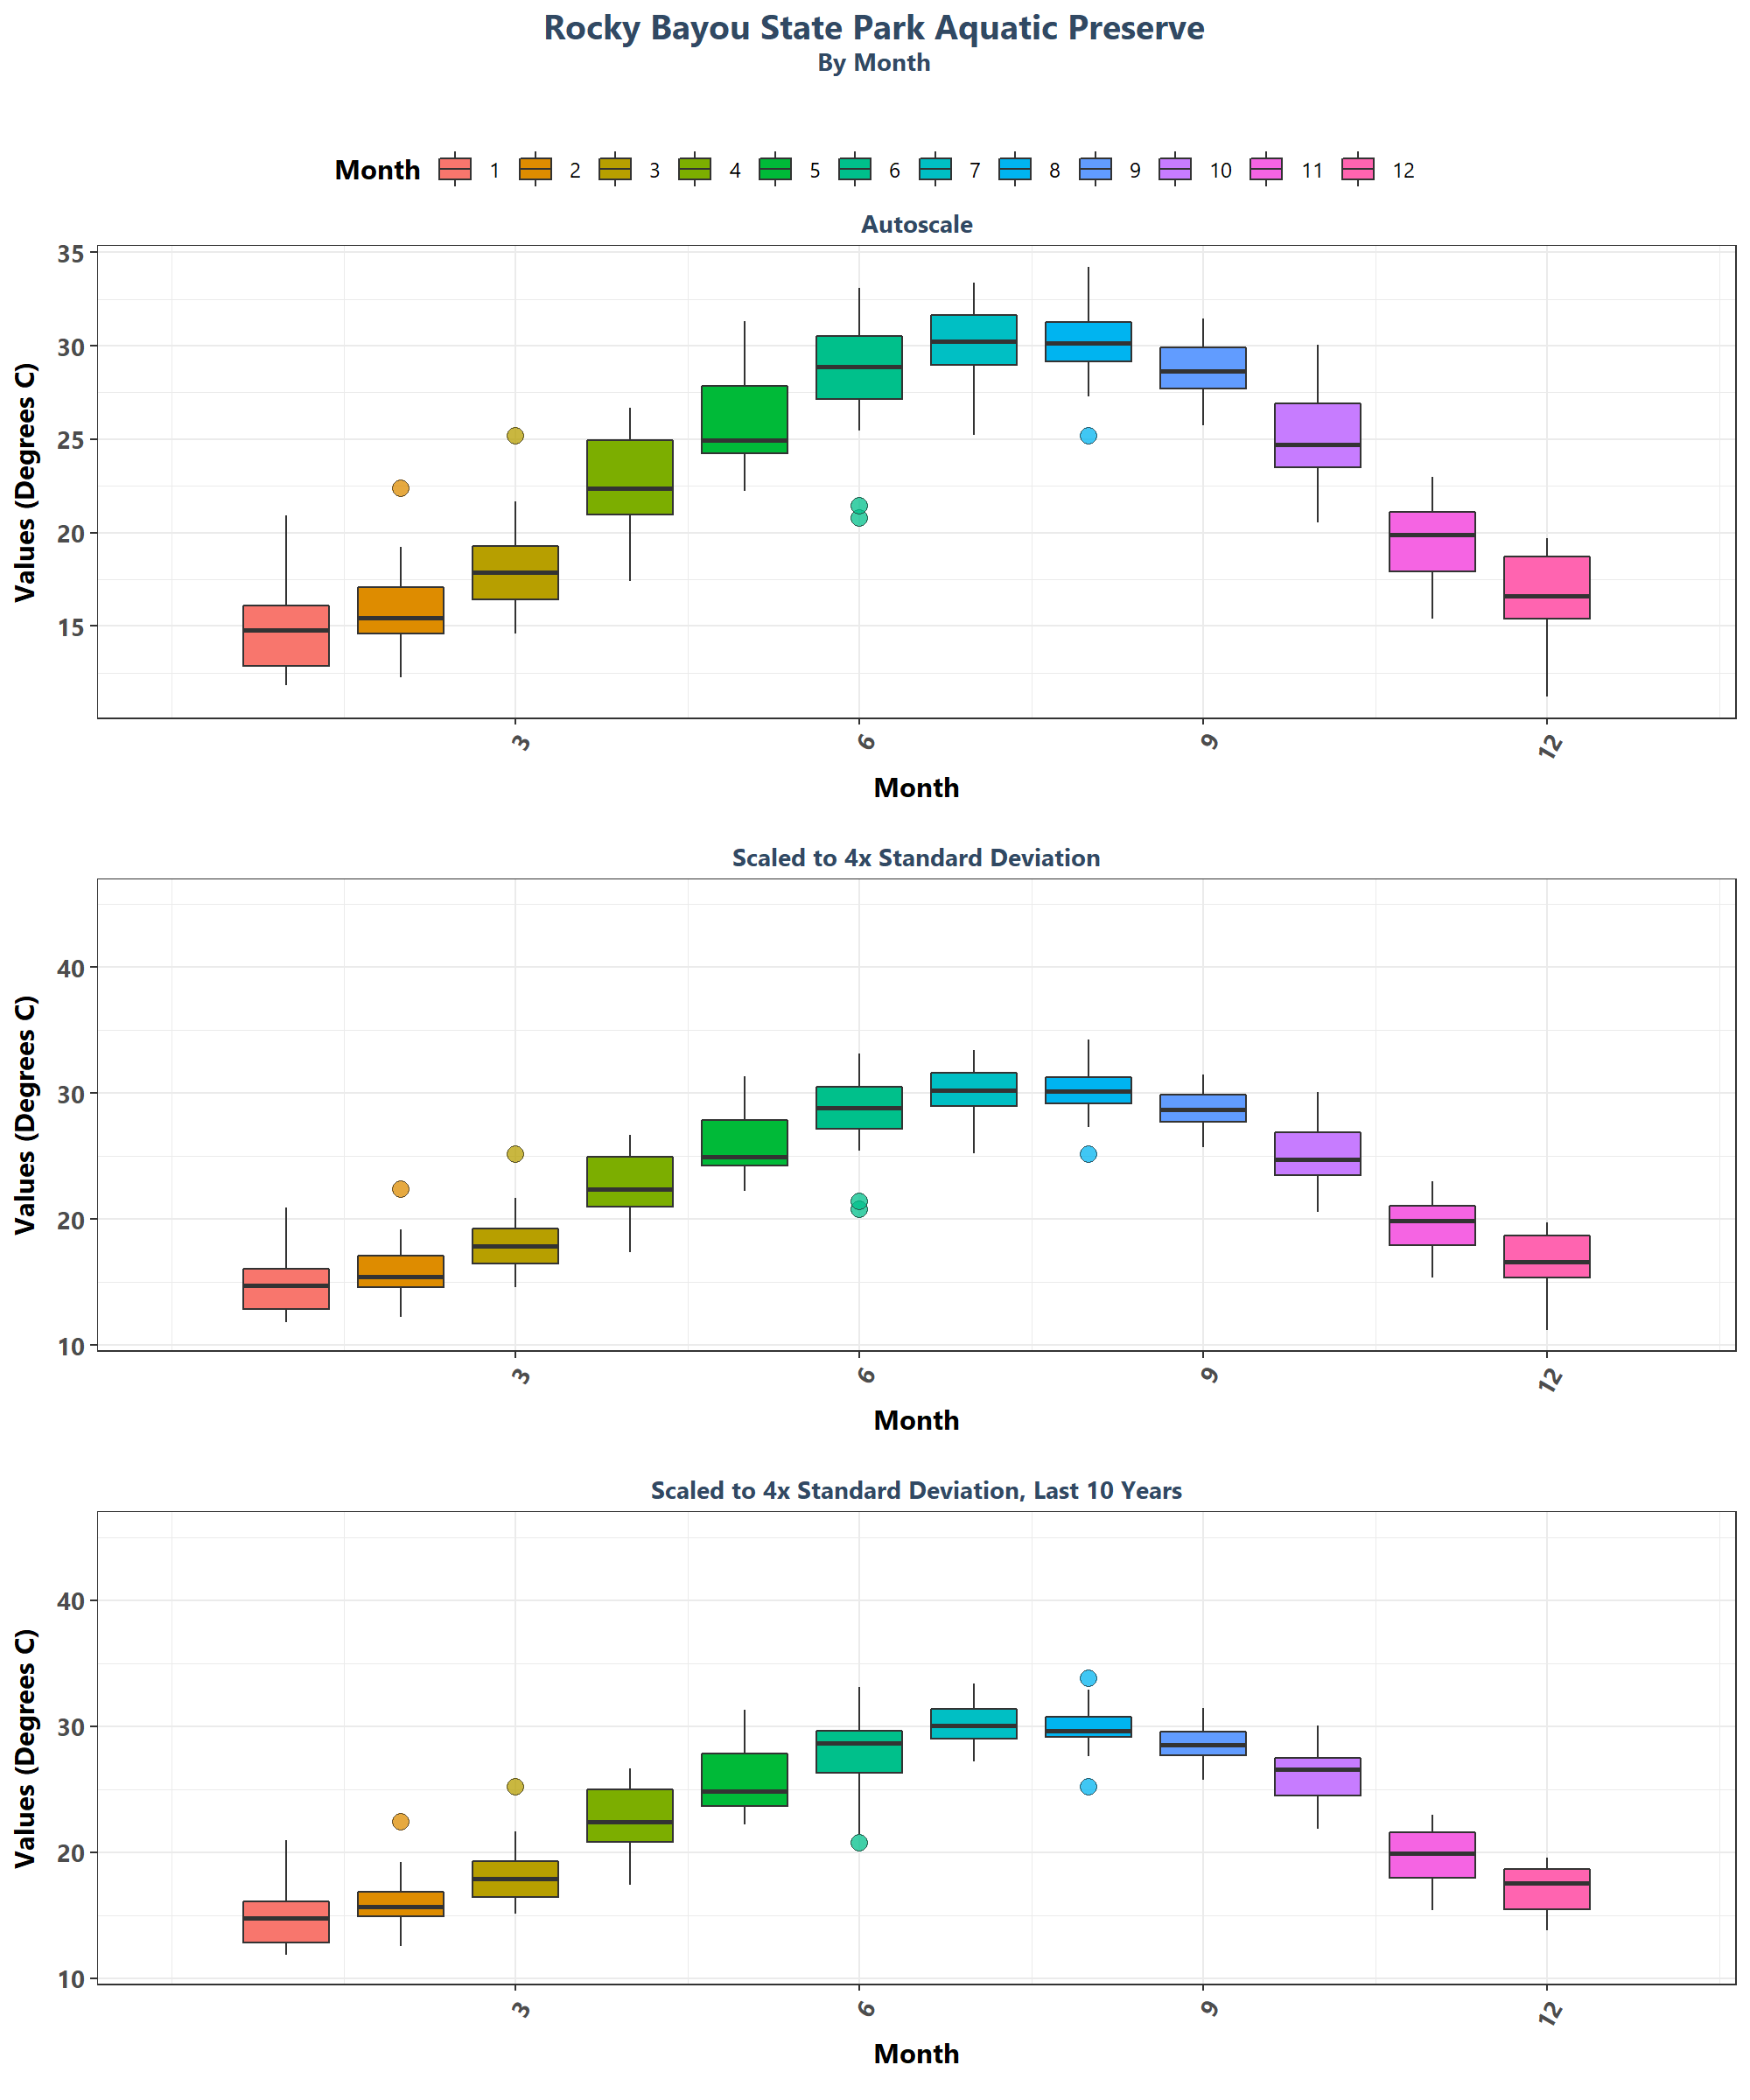 Rocky Bayou State Park Aquatic Preserve
By Month
Month 1 2 3 4 5 6 7 8 9 10 11 12
Autoscale
Values (Degrees C)
35
30
25
20
15
3 6 9 12
Month
Scaled to 4x Standard Deviation
Values (Degrees C)
40
30
20
10
3 6 9 12
Month
Scaled to 4x Standard Deviation, Last 10 Years
Values (Degrees C)
40
30
20
10
3 6 9 12
Month